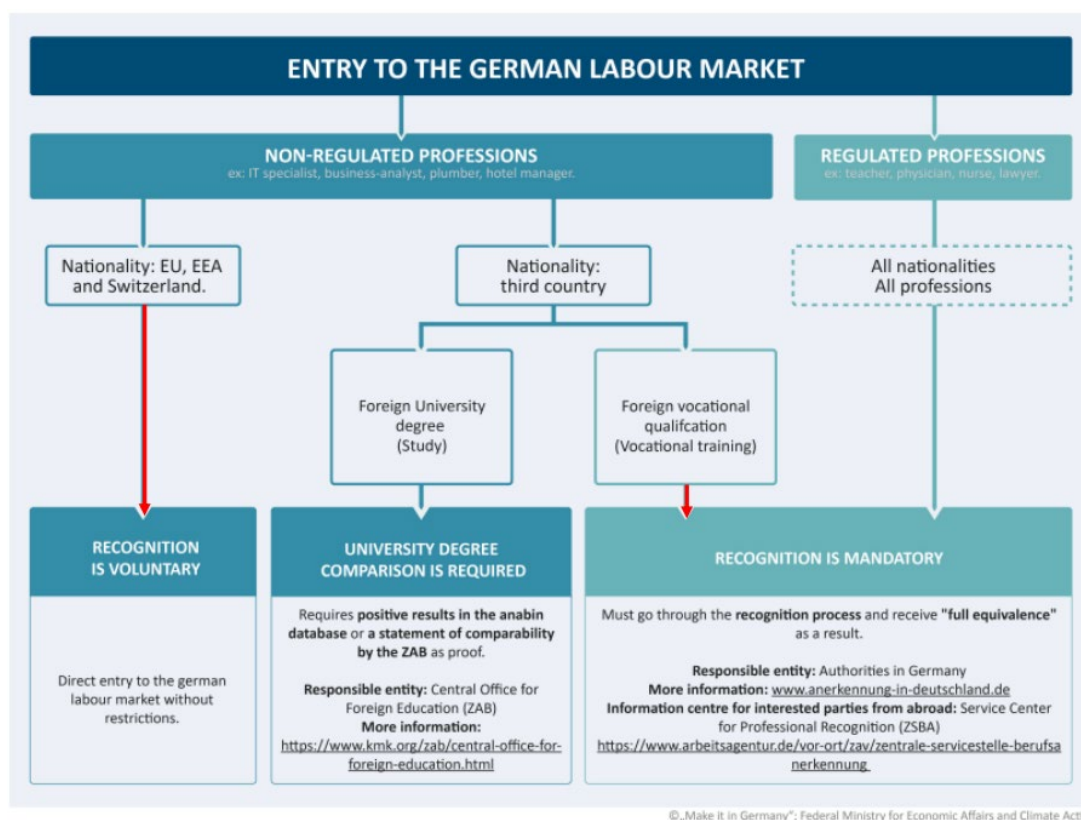 ENTRY TO THE GERMAN LABOUR MARKET
NON-REGULATED PROFESSIONS
ex: IT specialist, business-analyst, plumber, hotel manager.
REGULATED PROFESSIONS
ex: teacher, physician, nurse, lawyer.
Nationality: EU, EEA
and Switzerland.
Nationality:
third country
All nationalities
All professions
Foreign University
degree
(Study)
Foreign vocational
qualifcation
(Vocational training)
RECOGNITION
IS VOLUNTARY
Direct entry to the german
labour market without
restrictions.
UNIVERSITY DEGREE
COMPARISON IS REQUIRED
Requires positive results in the anabin
database or a statement of comparability
by the ZAB as proof.
Responsible entity: Central Office for
Foreign Education (ZAB)
More information:
https://www.kmk.org/zab/central-office-for-
foreign-education.html
RECOGNITION IS MANDATORY
Must go through the recognition process and receive "full equivalence"
as a result.
Responsible entity: Authorities in Germany
More information: www.anerkennung-in-deutschland.de
Information centre for interested parties from abroad: Service Center
for Professional Recognition (ZSBA)
https://www.arbeitsagentur.de/vor-ort/zav/zentrale-servicestelle-berufsa
nerkennung
©„Make it in Germany": Federal Ministry for Economic Affairs and Climate Acti